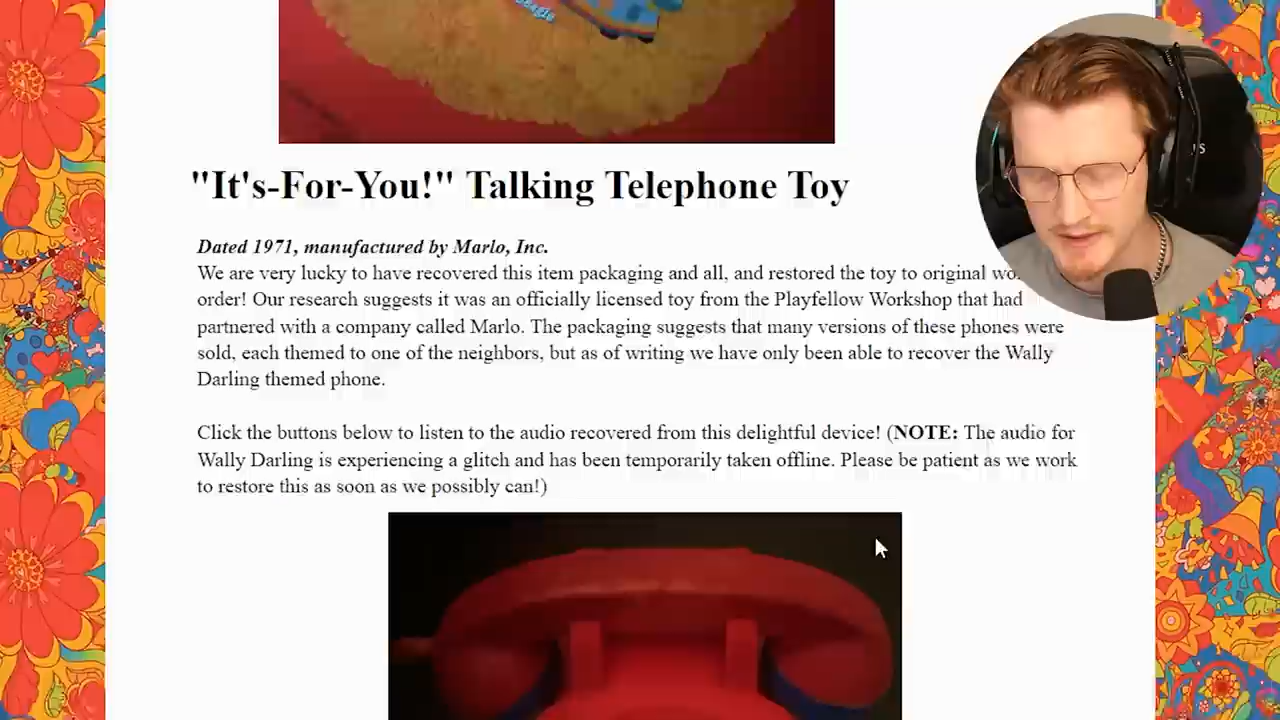 "It's-For-You!" Talking Telephone Toy
Dated 1971, manufactured by Marlo, Inc.
We are very lucky to have recovered this item packaging and all, and restored the toy to original
order! Our research suggests it was an officially licensed toy from the Playfellow Workshop that had
partnered with a company called Marlo. The packaging suggests that many versions of these phones were
sold, each themed to one of the neighbors, but as of writing we have only been able to recover the Wally
Darling themed phone.
Click the buttons below to listen to the audio recovered from this delightful device! (NOTE: The audio for
Wally Darling is experiencing a glitch and has been temporarily taken offline. Please be patient as we work
to restore this as soon as we possibly can!)